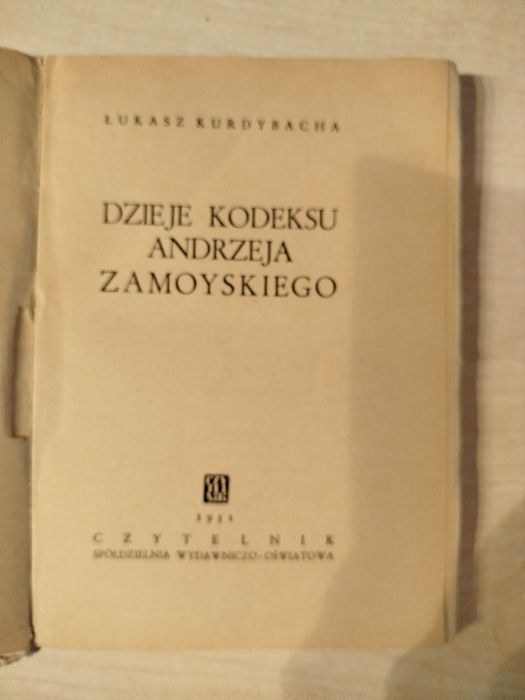 ŁUKASZ KURDYBACHA
DZIEJE KODEKSU
ANDRZEJA
ZAMOYSKIEGO
1951
CZYTELNIK
SPÓŁDZIELNIA WYDAWNICZO-OŚWIATOWA